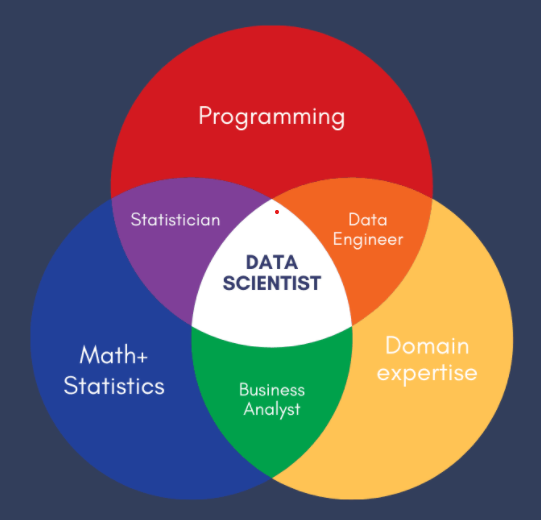 Programming
Statistician
Data
Engineer
DATA
SCIENTIST
Math+
Statistics
Domain
expertise
Business
Analyst